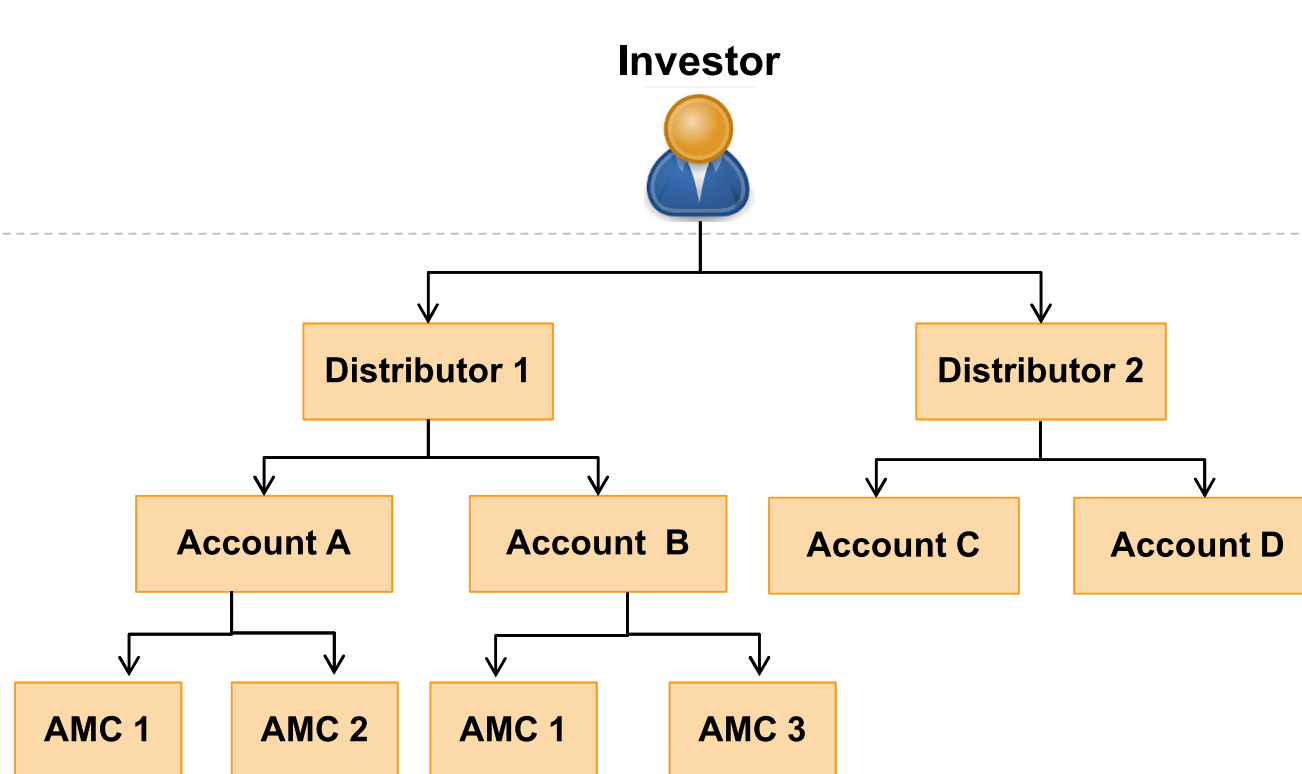 Investor
Distributor 1
Distributor 2
Account A
Account  B
Account C
Account D
AMC 1
AMC 2
AMC 1
AMC 3